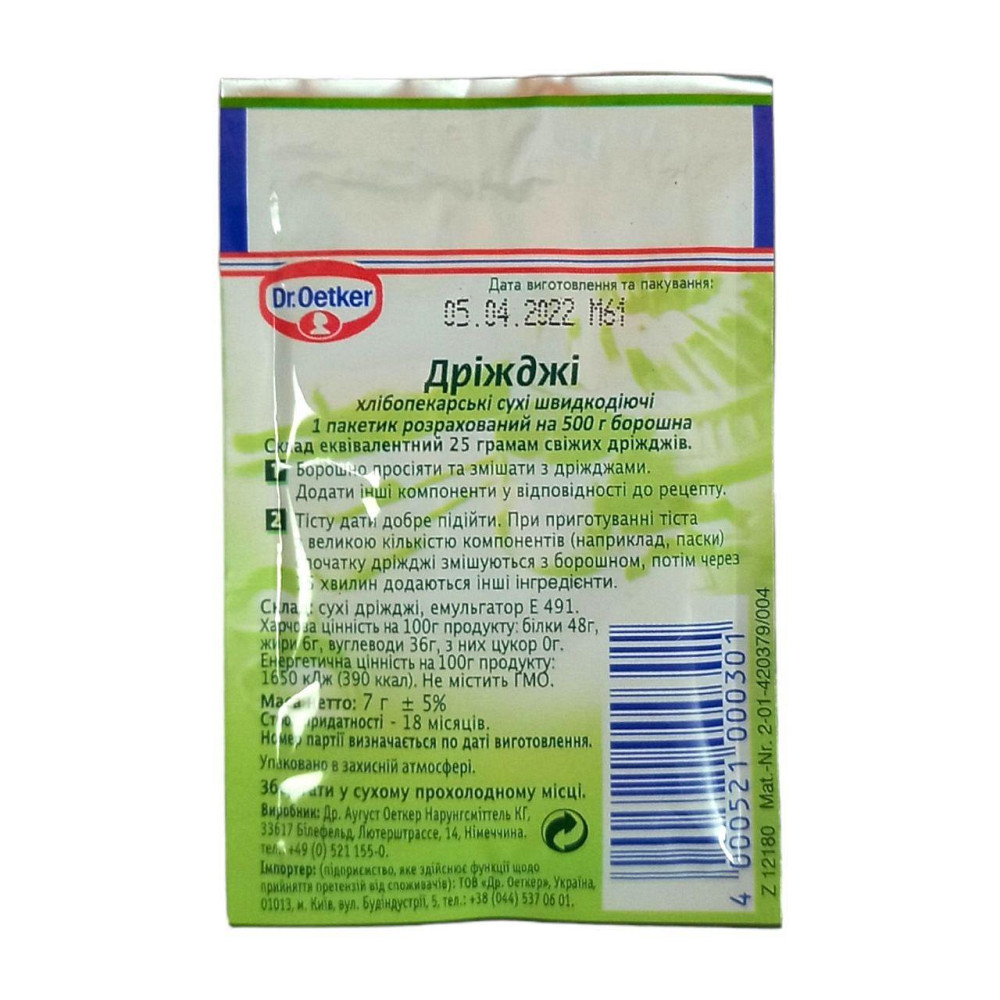 Dr.Oetker
Дата виготовлення та пакування:
05.04.2022 M61
Дріжджі
хлібопекарські сухі швидкодіючі
1 пакетик розрахований на 500 г борошна
Склад еквівалентний 25 грамам свіжих дріжджів.
1 Борошно просіяти та змішати з дріжджами.
Додати інші компоненти у відповідності до рецепту.
2 Тісту дати добре підійти. При приготуванні тіста
великою кількістю компонентів (наприклад, паски)
початку дріжджі змішуються з борошном, потім через
хвилин додаються інші інгредієнти.
Склад: сухі дріжджі, емульгатор Е 491.
Харчова цінність на 100г продукту: білки 48г,
жири 6г, вуглеводи 36г, з них цукор 0г.
Енергетична цінність на 100г продукту:
1650 кДж (390 ккал). Не містить ГМО.
Маса нетто: 7 г ± 5%
Строк придатності - 18 місяців.
Номер партії визначається по даті виготовлення.
Упаковано в захисній атмосфері.
Зберігати у сухому прохолодному місці.
Виробник: Др. Аугуст Оеткер Нарунгсміттель КГ,
33617 Білефельд, Лютерштрассе, 14, Німеччина.
тел. +49 (0) 521 155-0.
Імпортер: (підприємство, яке здійснює функції щодо
прийняття претензій від споживачів): ТОВ «Др. Оеткер», Україна,
01013, м. Київ, вул. Будіндустрії, 5, тел.: +38 (044) 537 06 01.
4 000521 000301
Z 12180 Mat.-Nr. 2-01-420379/004